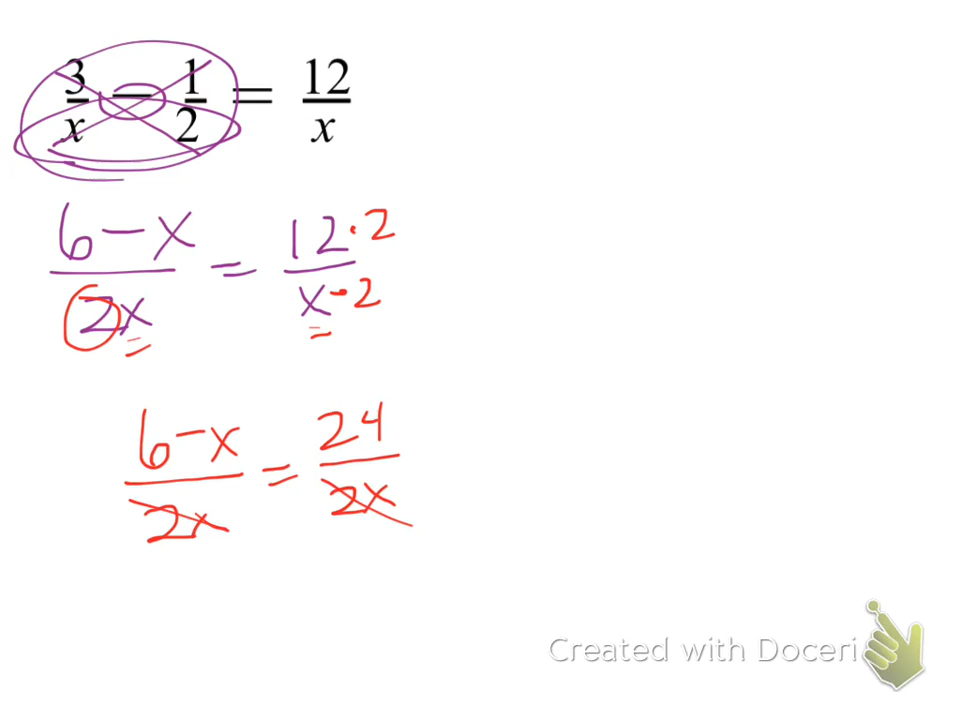 3/x - 1/2 = 12/x
6-x/2x = 12·2/x·2
6-x/2x = 24/2x
Created with Doceri